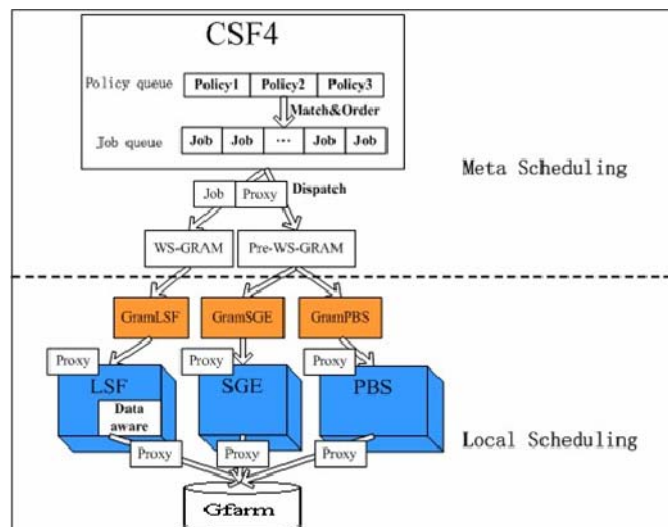 CSF4
Policy queue Policy1 Policy2 Policy3
Match&Order
Job queue Job Job ... Job Job
Meta Scheduling
Job Proxy Dispatch
WS-GRAM Pre-WS-GRAM
GramLSF GramSGE GramPBS
Proxy Proxy Proxy
LSF SGE PBS
Data
aware
Local Scheduling
Proxy Proxy Proxy
Gfarm